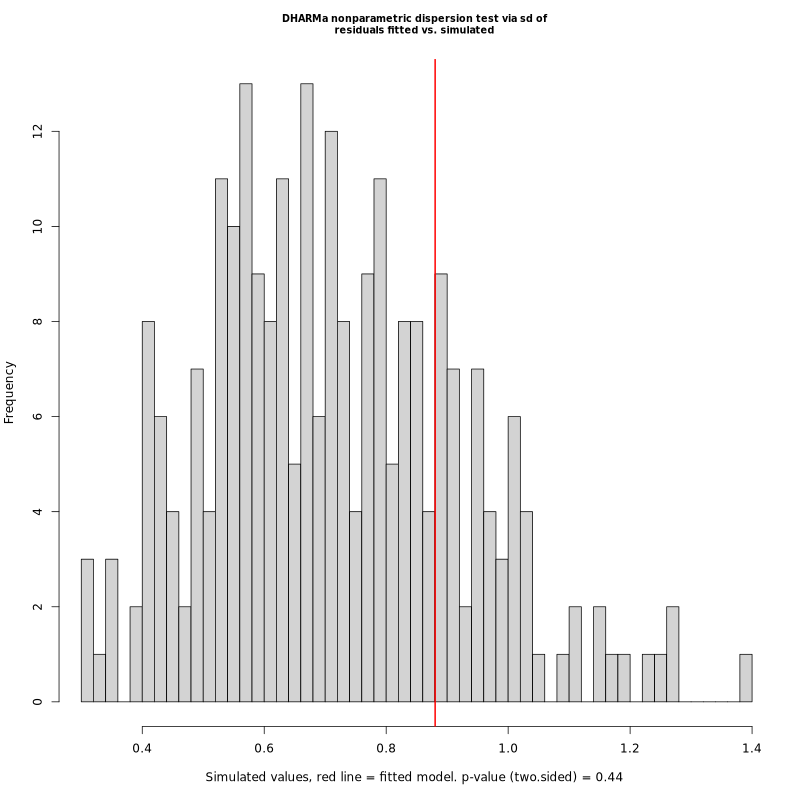 DHARMa nonparametric dispersion test via sd of
residuals fitted vs. simulated
Frequency
12
10
8
6
4
2
0
0.4 0.6 0.8 1.0 1.2 1.4
Simulated values, red line = fitted model. p-value (two.sided) = 0.44